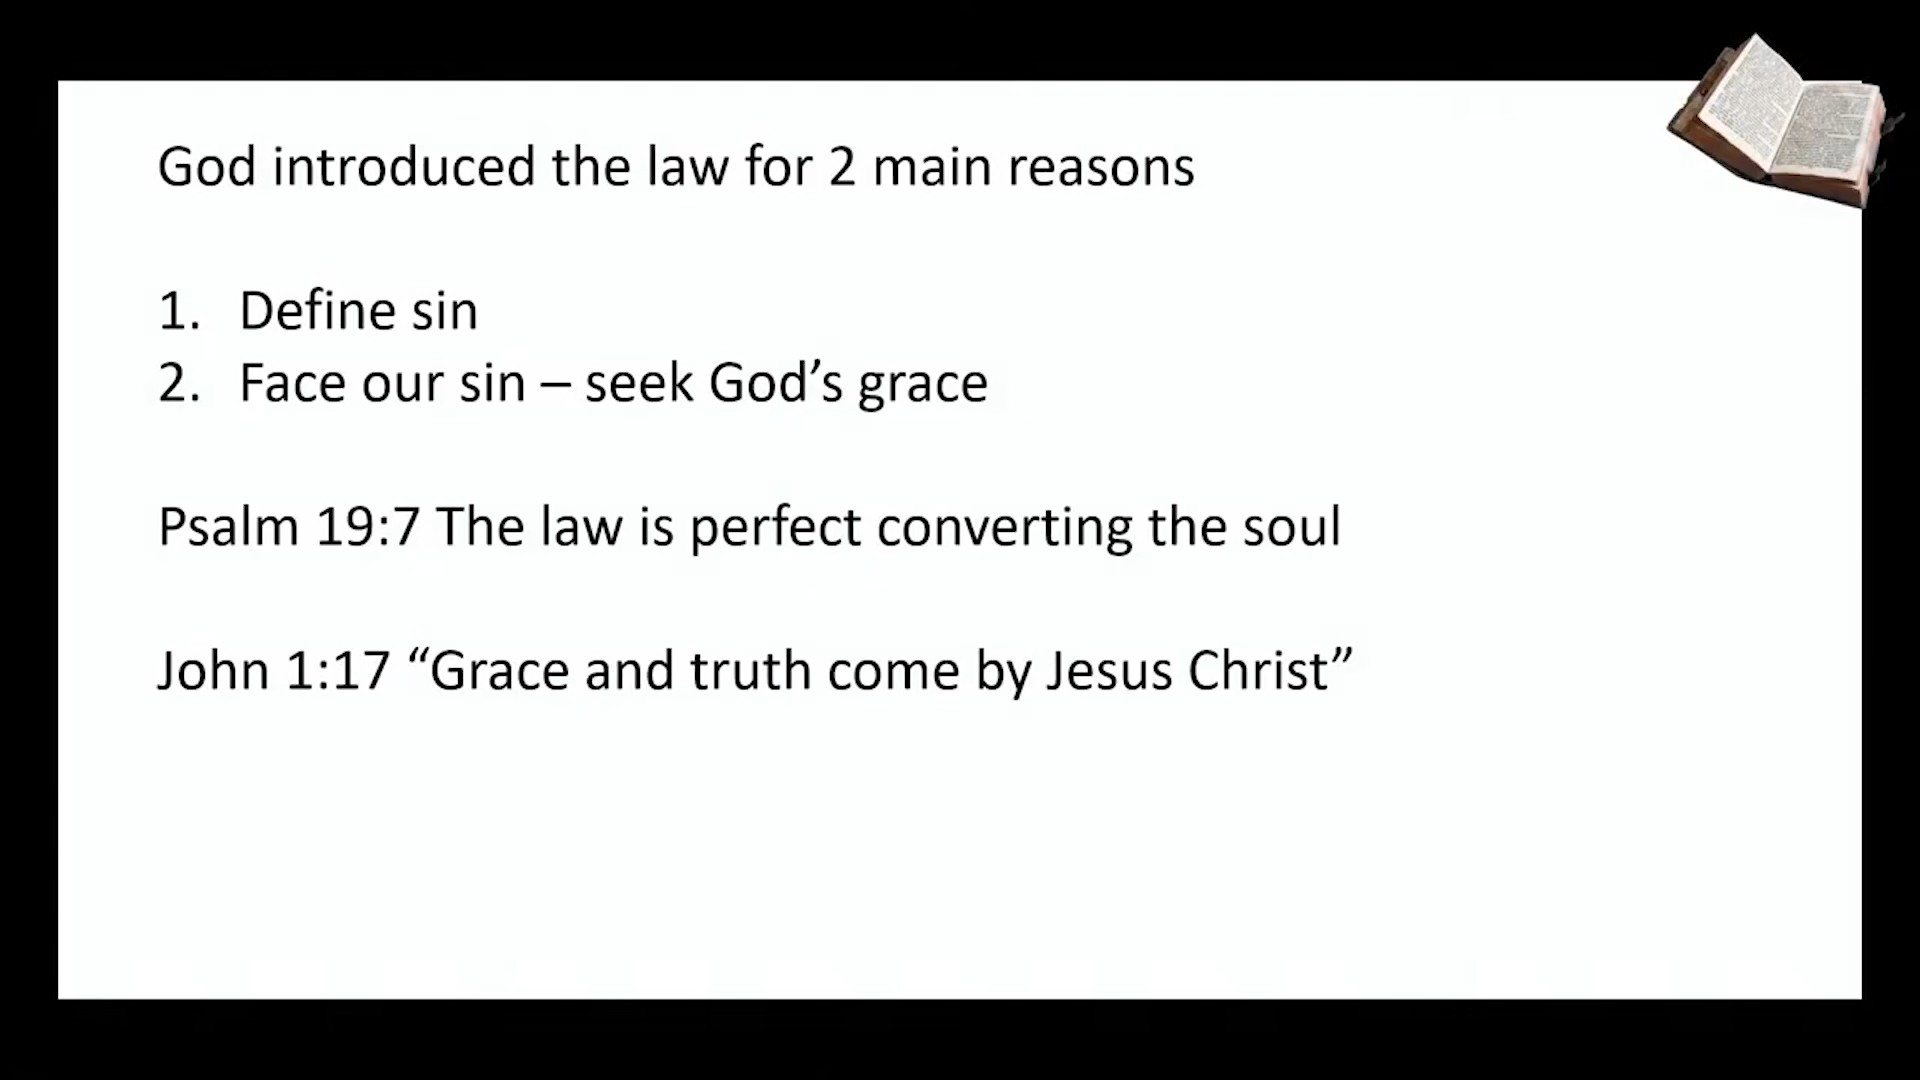 God introduced the law for 2 main reasons
1. Define sin
2. Face our sin – seek God’s grace
Psalm 19:7 The law is perfect converting the soul
John 1:17 “Grace and truth come by Jesus Christ”